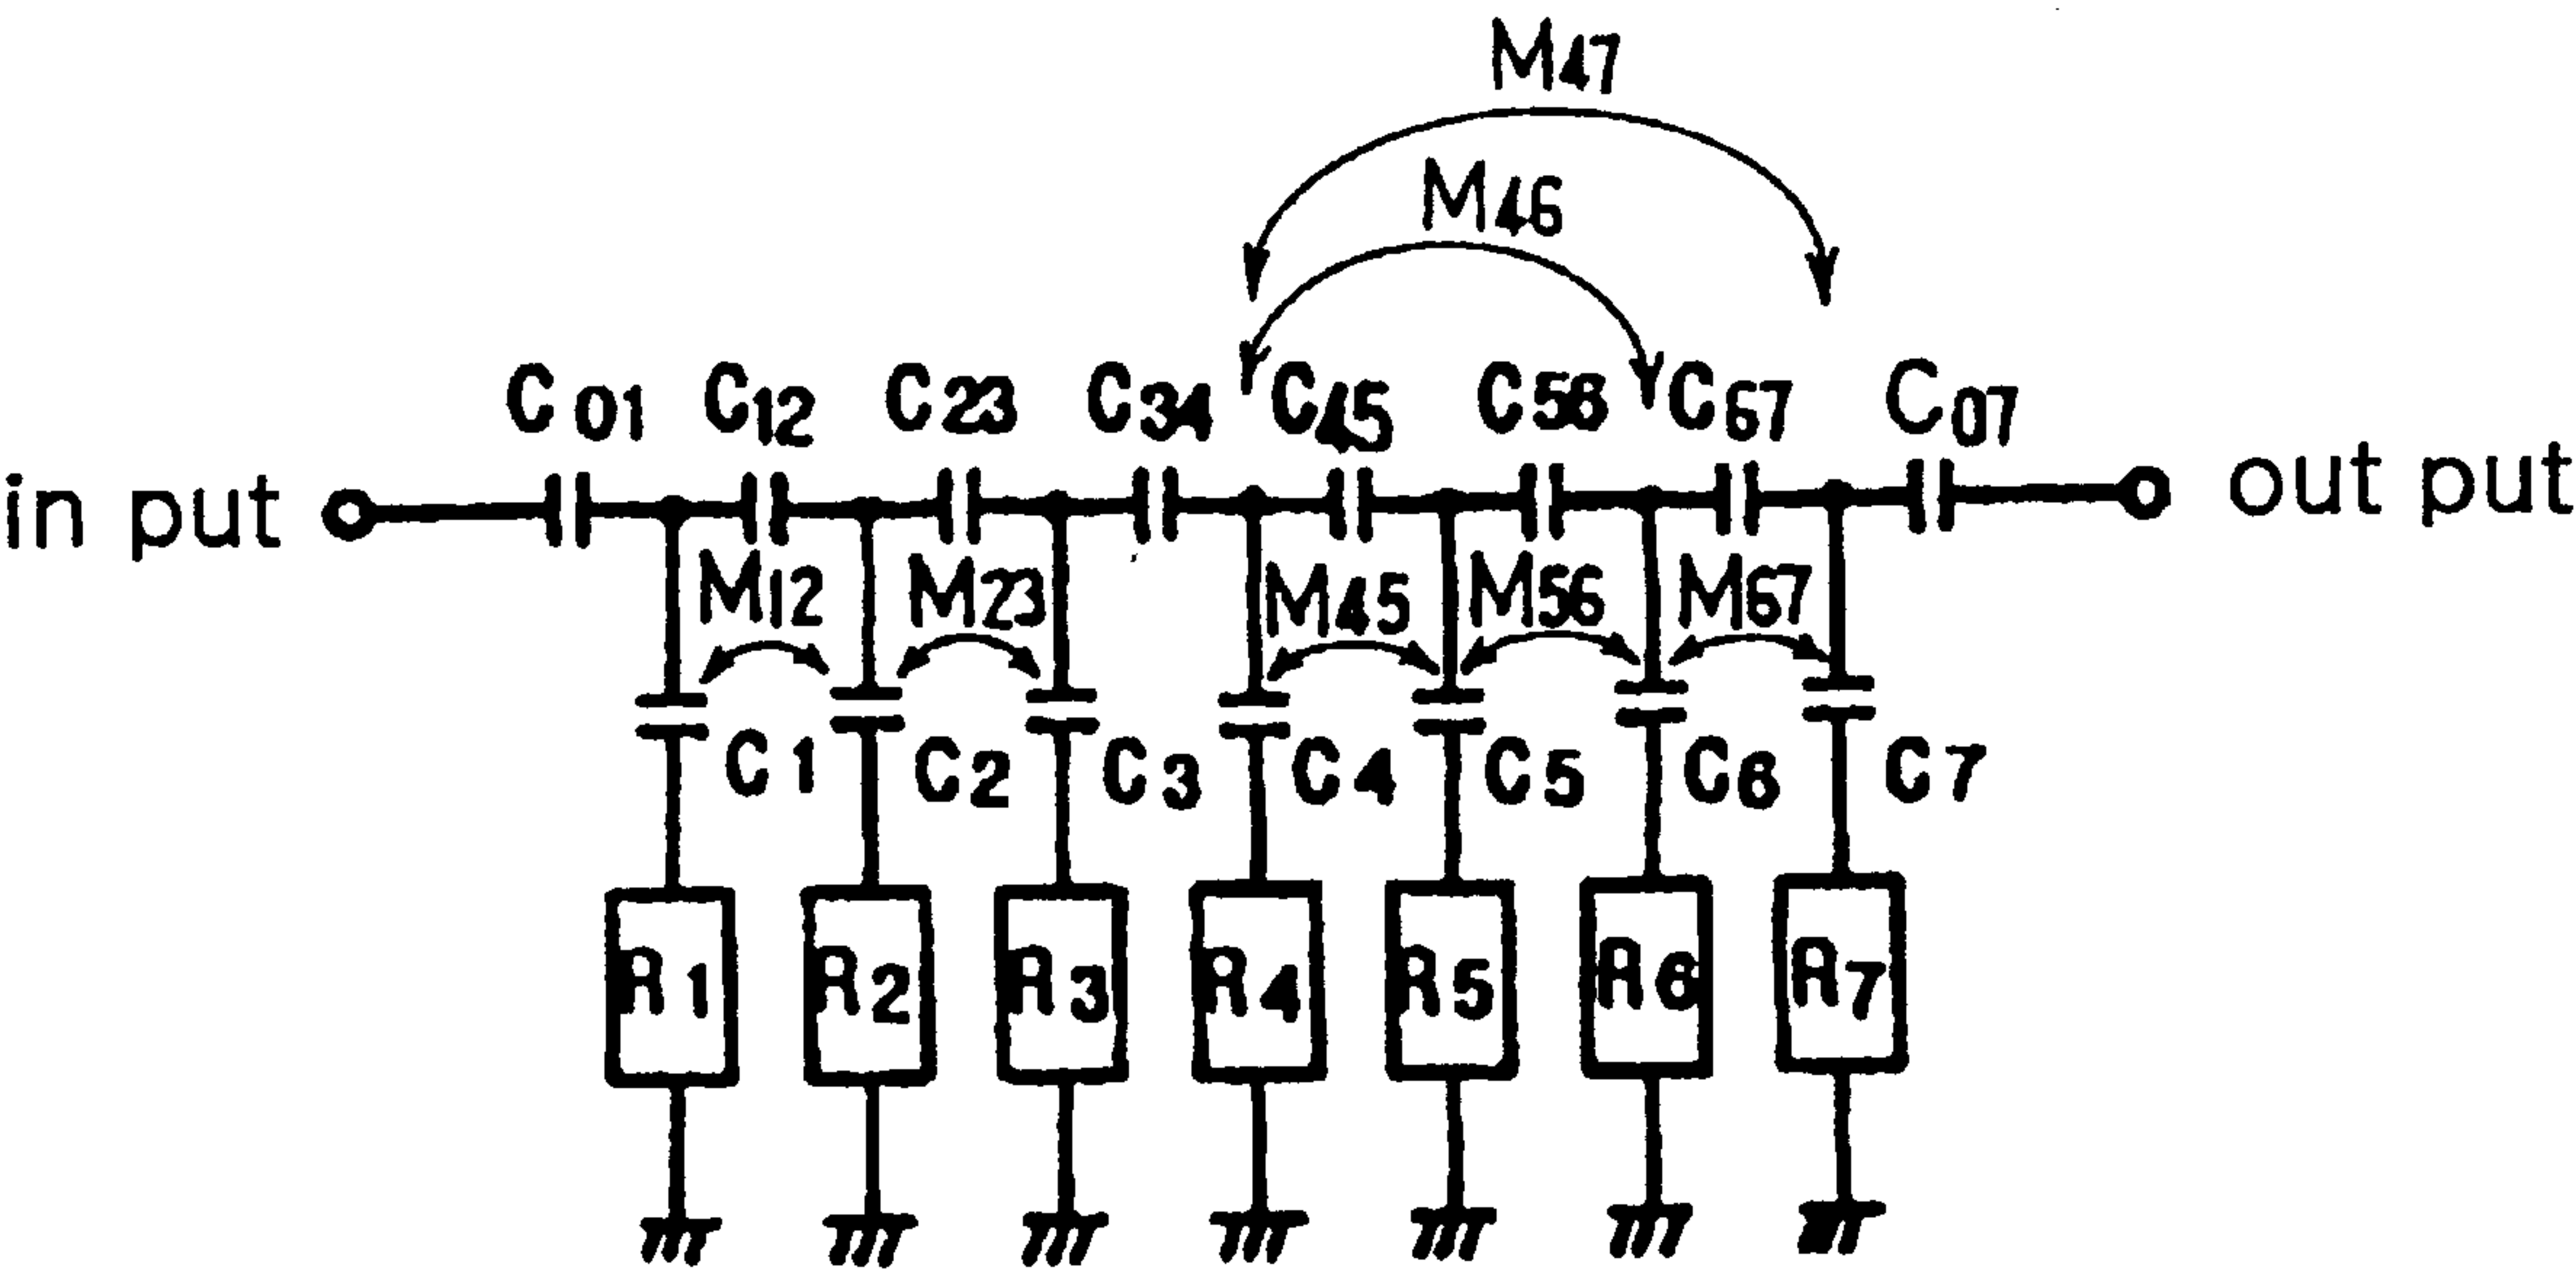 M47
M46
C01 C12 C23 C34 C45 C56 C67 C07
in put out put
M12 M23 M45 M56 M67
C1 C2 C3 C4 C5 C6 C7
R1 R2 R3 R4 R5 R6 R7